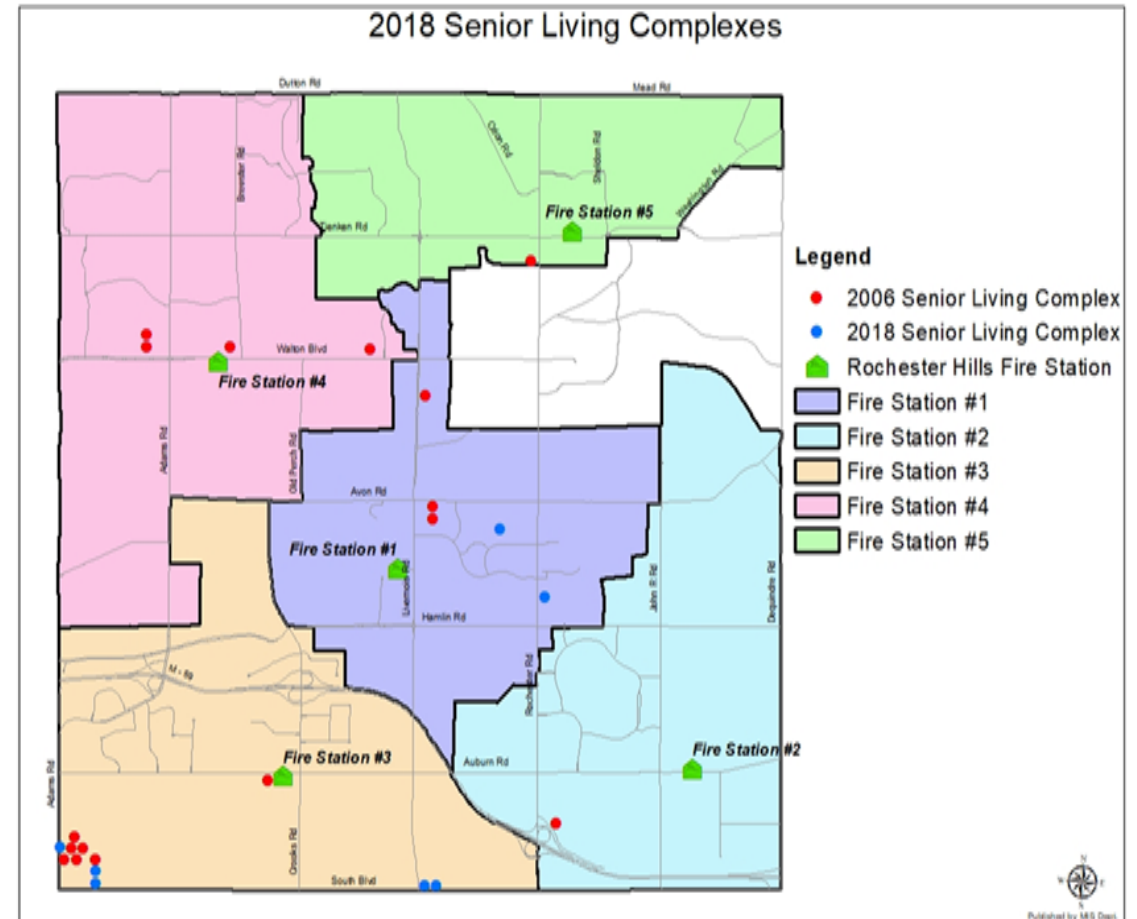 2018 Senior Living Complexes
Dutton Rd
Mead Rd
Orion Rd
Sheldon Rd
Brewster Rd
Washington Rd
Fire Station #5
Tienken Rd
Legend
2006 Senior Living Complex
2018 Senior Living Complex
Rochester Hills Fire Station
Fire Station #1
Fire Station #2
Fire Station #3
Fire Station #4
Fire Station #5
Walton Blvd
Fire Station #4
Adams Rd
Old Perch Rd
Avon Rd
Fire Station #1
Livernois Rd
John R Rd
Dequindre Rd
Hamlin Rd
M - 59
Rochester Rd
Fire Station #3
Auburn Rd
Fire Station #2
Adams Rd
Crooks Rd
South Blvd
N
W
E
S
Published by MIS Dept.